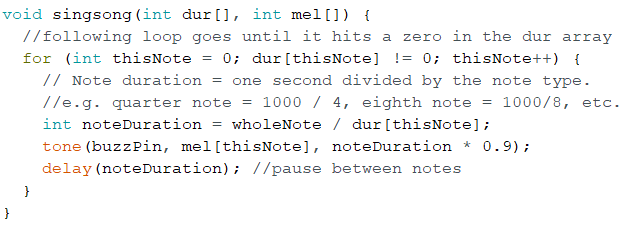 void singsong(int dur[], int mel[]) {
  //following loop goes until it hits a zero in the dur array
  for (int thisNote = 0; dur[thisNote] != 0; thisNote++) {
    // Note duration = one second divided by the note type.
    //e.g. quarter note = 1000 / 4, eighth note = 1000/8, etc.
    int noteDuration = wholeNote / dur[thisNote];
    tone(buzzPin, mel[thisNote], noteDuration * 0.9);
    delay(noteDuration); //pause between notes
  }
}